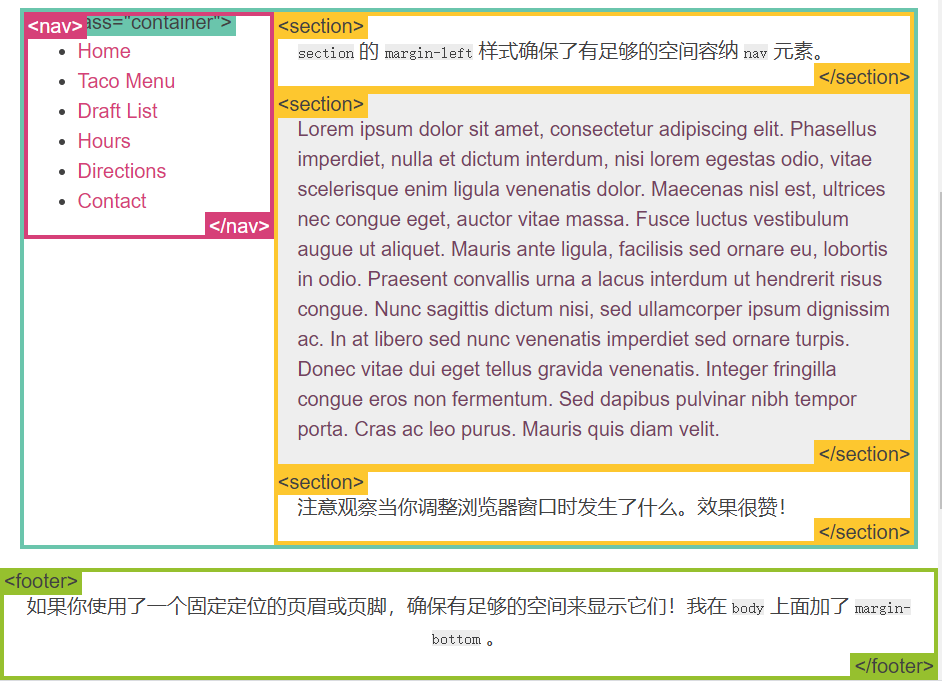 <nav>
ass="container">
Home
Taco Menu
Draft List
Hours
Directions
Contact
</nav>
<section>
section 的 margin-left 样式确保了有足够的空间容纳 nav 元素。
</section>
<section>
Lorem ipsum dolor sit amet, consectetur adipiscing elit. Phasellus
imperdiet, nulla et dictum interdum, nisi lorem egestas odio, vitae
scelerisque enim ligula venenatis dolor. Maecenas nisl est, ultrices
nec congue eget, auctor vitae massa. Fusce luctus vestibulum
augue ut aliquet. Mauris ante ligula, facilisis sed ornare eu, lobortis
in odio. Praesent convallis urna a lacus interdum ut hendrerit risus
congue. Nunc sagittis dictum nisi, sed ullamcorper ipsum dignissim
ac. In at libero sed nunc venenatis imperdiet sed ornare turpis.
Donec vitae dui eget tellus gravida venenatis. Integer fringilla
congue eros non fermentum. Sed dapibus pulvinar nibh tempor
porta. Cras ac leo purus. Mauris quis diam velit.
</section>
<section>
注意观察当你调整浏览器窗口时发生了什么。效果很赞！
</section>
<footer>
如果你使用了一个固定定位的页眉或页脚，确保有足够的空间来显示它们！我在 body 上面加了 margin-
bottom 。
</footer>